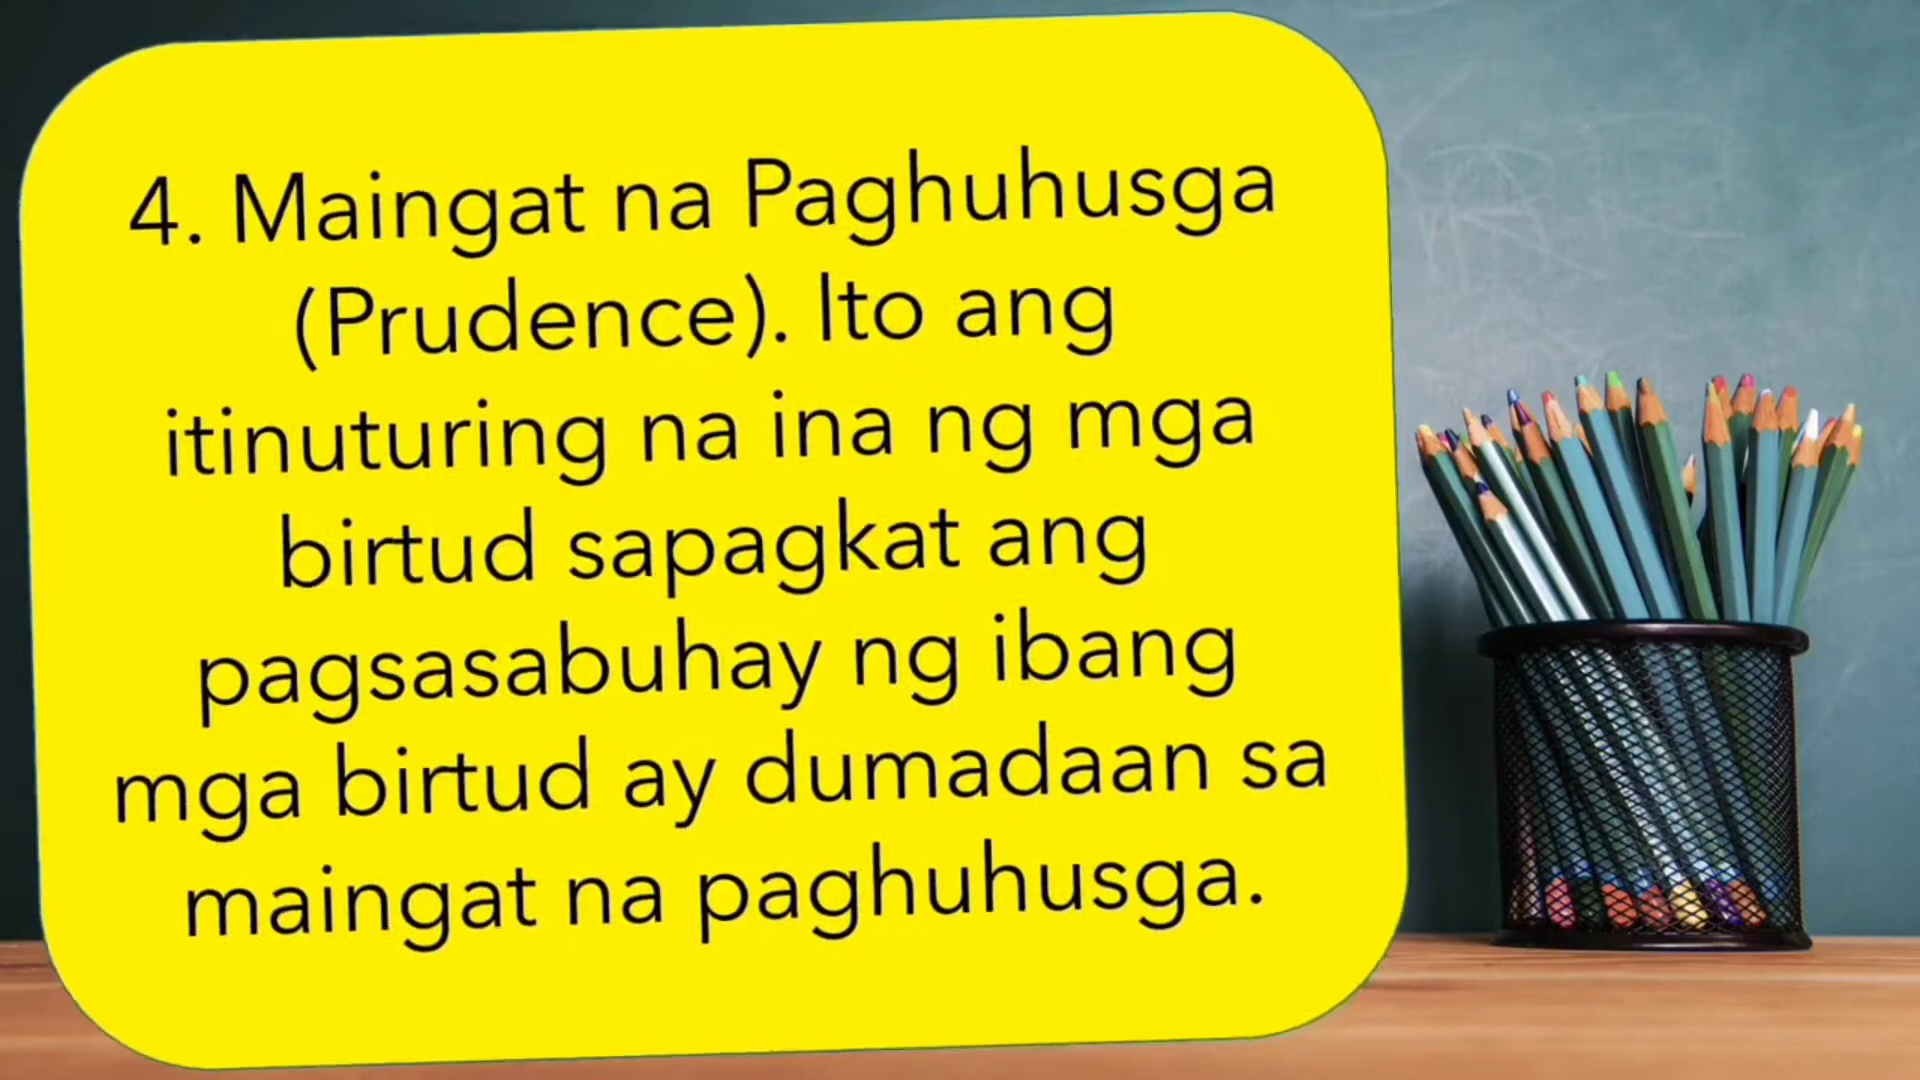 4. Maingat na Paghuhusga
(Prudence). Ito ang
itinuturing na ina ng mga
birtud sapagkat ang
pagsasabuhay ng ibang
mga birtud ay dumadaan sa
maingat na paghuhusga.